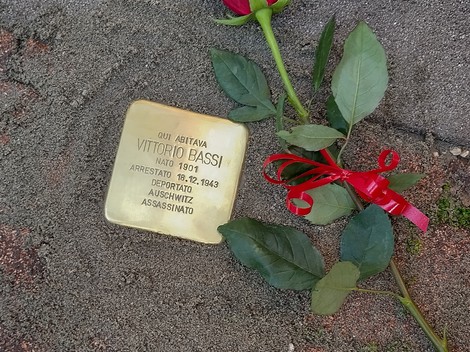 QUI ABITAVA
VITTORIO BASSI
NATO 1901
ARRESTATO 18.12.1943
DEPORTATO
AUSCHWITZ
ASSASSINATO